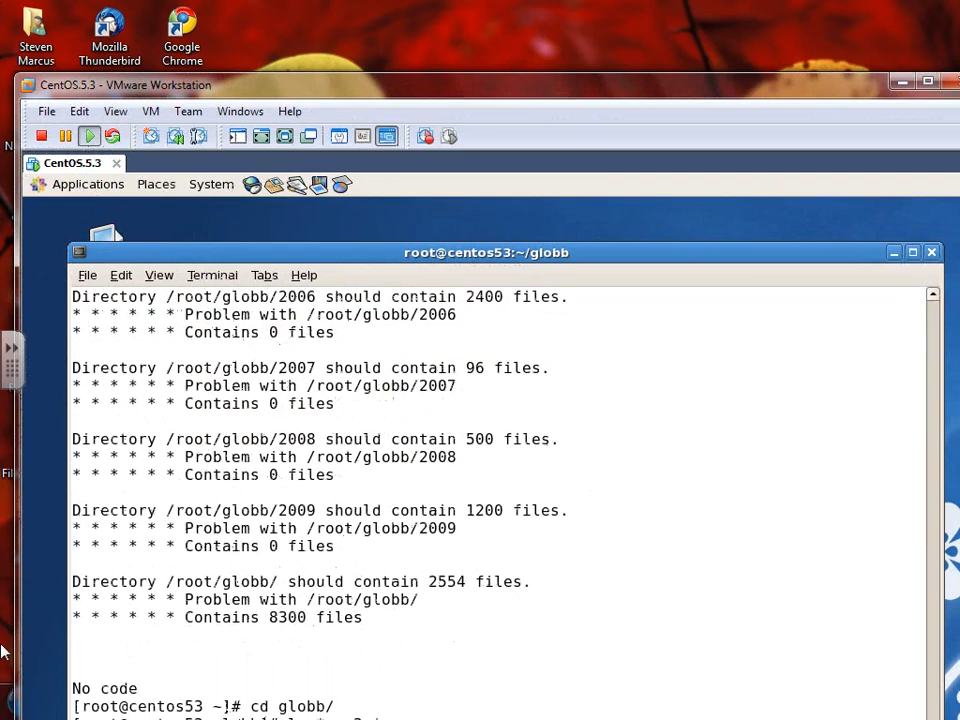 Steven
Marcus
Mozilla
Thunderbird
Google
Chrome
CentOS.5.3 - VMware Workstation
File Edit View VM Team Windows Help
CentOS.5.3
Applications Places System
root@centos53:~/globb
File Edit View Terminal Tabs Help
Directory /root/globb/2006 should contain 2400 files.
* * * * * * Problem with /root/globb/2006
* * * * * * Contains 0 files
Directory /root/globb/2007 should contain 96 files.
* * * * * * Problem with /root/globb/2007
* * * * * * Contains 0 files
Directory /root/globb/2008 should contain 500 files.
* * * * * * Problem with /root/globb/2008
* * * * * * Contains 0 files
Directory /root/globb/2009 should contain 1200 files.
* * * * * * Problem with /root/globb/2009
* * * * * * Contains 0 files
Directory /root/globb/ should contain 2554 files.
* * * * * * Problem with /root/globb/
* * * * * * Contains 8300 files
No code
[root@centos53 ~]# cd globb/